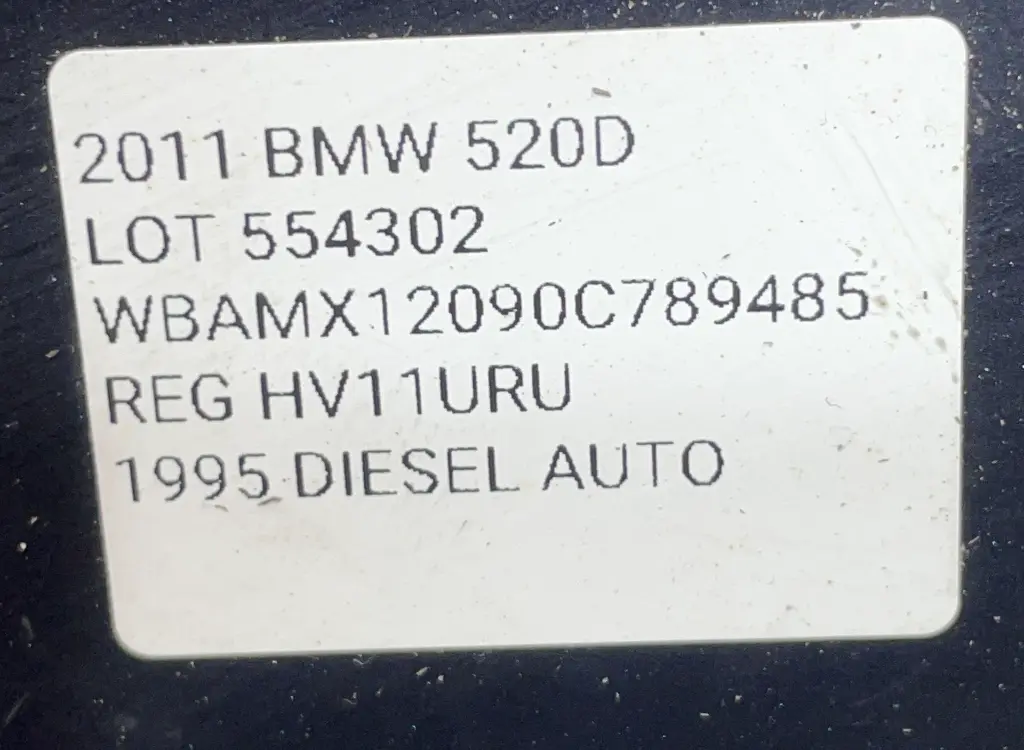 2011 BMW 520D
LOT 554302
WBAMX12090C789485
REG HV11URU
1995 DIESEL AUTO